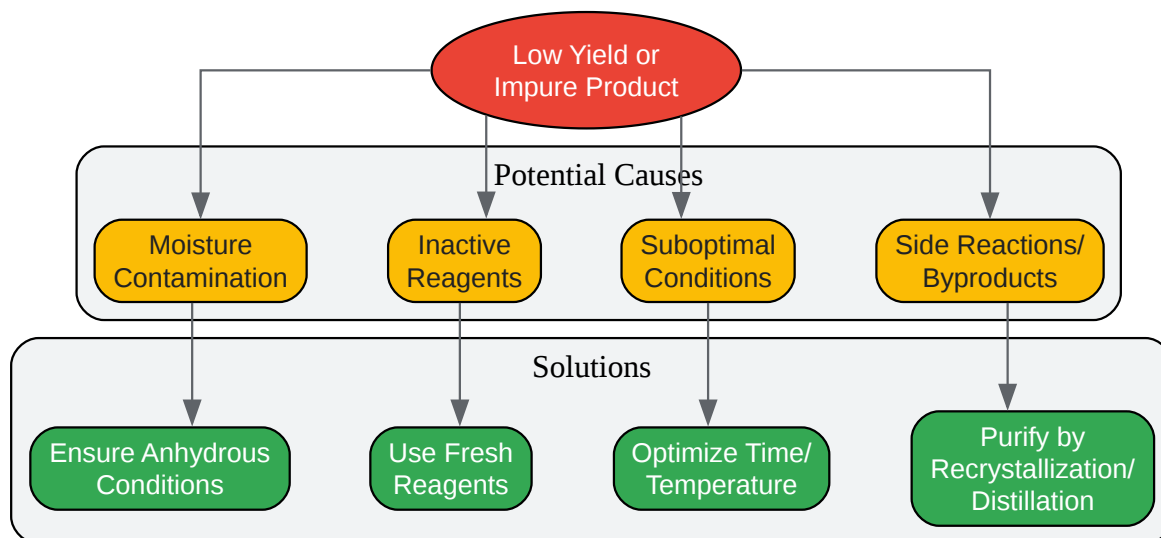 Low Yield or
Impure Product
Potential Causes
Moisture
Contamination
Inactive
Reagents
Suboptimal
Conditions
Side Reactions/
Byproducts
Solutions
Ensure Anhydrous
Conditions
Use Fresh
Reagents
Optimize Time/
Temperature
Purify by
Recrystallization/
Distillation